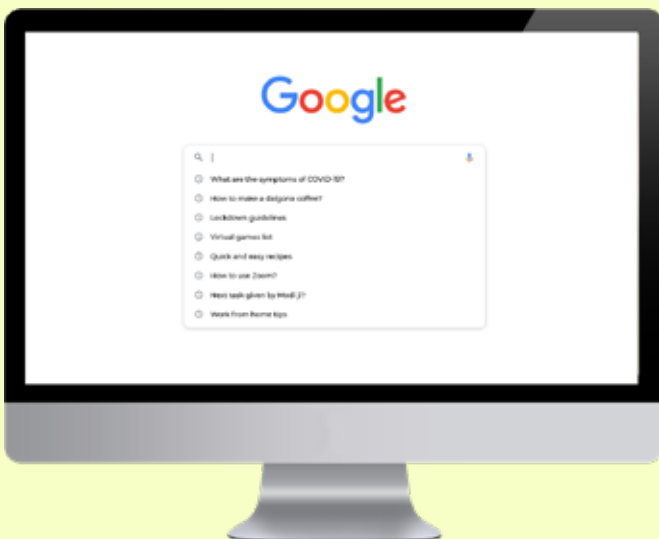 Google
What are the symptoms of COVID-19?
How to make a dalgona coffee?
Lockdown guidelines
Virtual games list
Quick and easy recipes
How to use Zoom?
Next task given by Modi ji?
Work from home tips